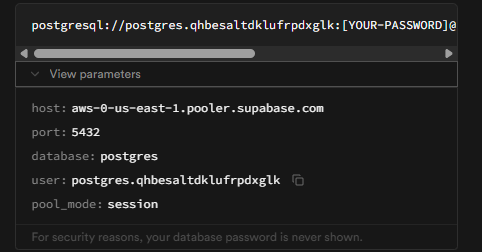 postgresql://postgres.qhbesaltdklufrpdxglk:[YOUR-PASSWORD]@
View parameters
host: aws-0-us-east-1.pooler.supabase.com
port: 5432
database: postgres
user: postgres.qhbesaltdklufrpdxglk
pool_mode: session
For security reasons, your database password is never shown.